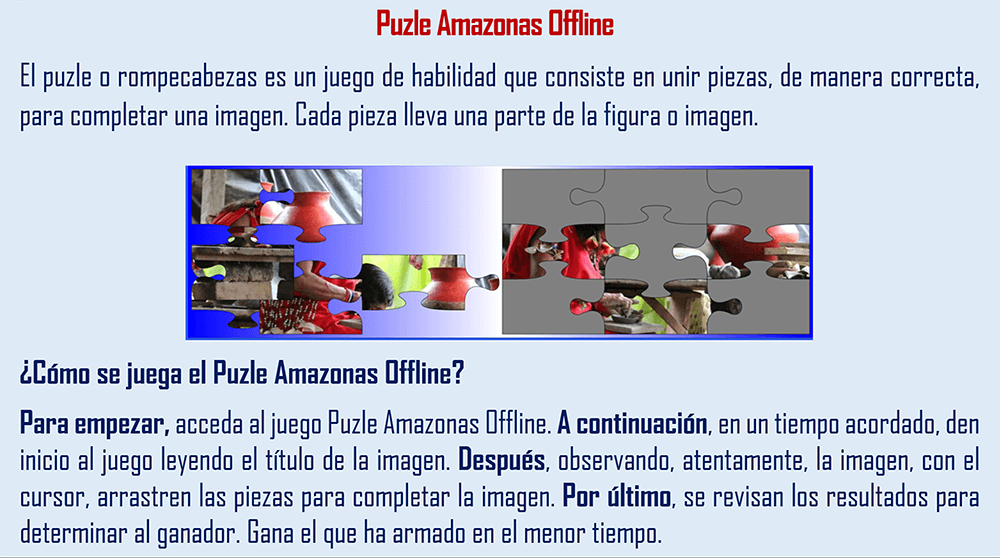 Puzle Amazonas Offline
El puzle o rompecabezas es un juego de habilidad que consiste en unir piezas, de manera correcta,
para completar una imagen. Cada pieza lleva una parte de la figura o imagen.
¿Cómo se juega el Puzle Amazonas Offline?
Para empezar, acceda al juego Puzle Amazonas Offline. A continuación, en un tiempo acordado, den
inicio al juego leyendo el título de la imagen. Después, observando, atentamente, la imagen, con el
cursor, arrastren las piezas para completar la imagen. Por último, se revisan los resultados para
determinar al ganador. Gana el que ha armado en el menor tiempo.